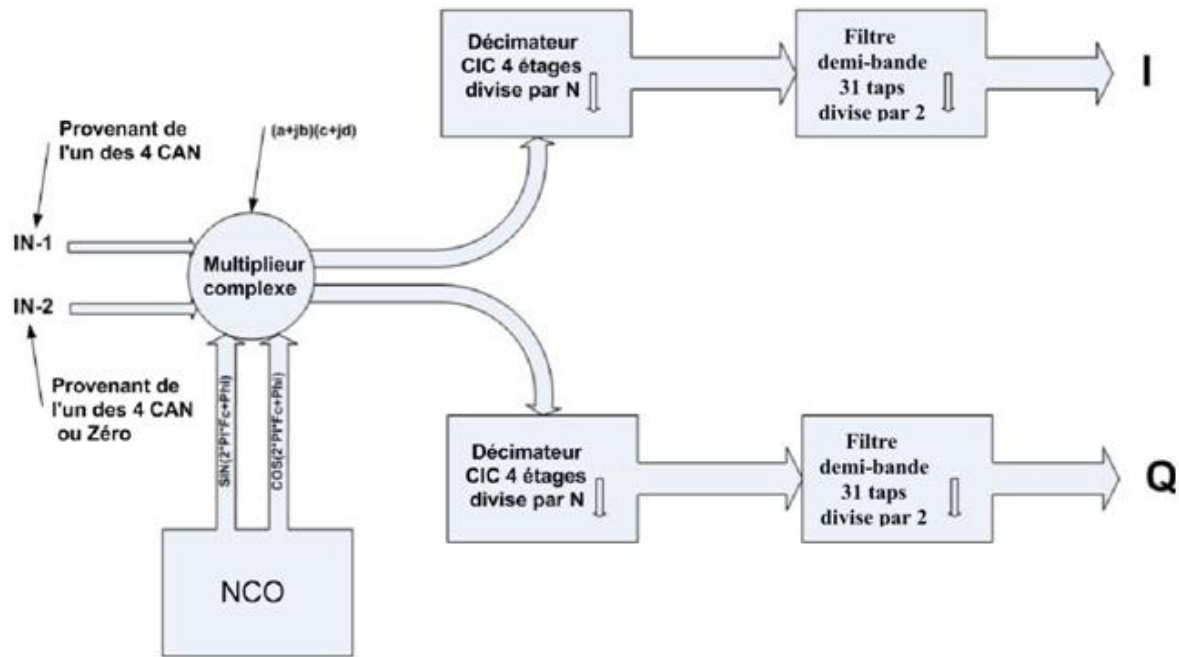 Décimateur
CIC 4 étages
divise par N
Filtre
demi-bande
31 taps
divise par 2
I
Provenant de
l'un des 4 CAN
(a+jb)(c+jd)
IN-1
Multiplieur
complexe
IN-2
Provenant de
l'un des 4 CAN
ou Zéro
SIN(2*PI*Fc+Phi)
COS(2*PI*Fc+Phi)
NCO
Décimateur
CIC 4 étages
divise par N
Filtre
demi-bande
31 taps
divise par 2
Q